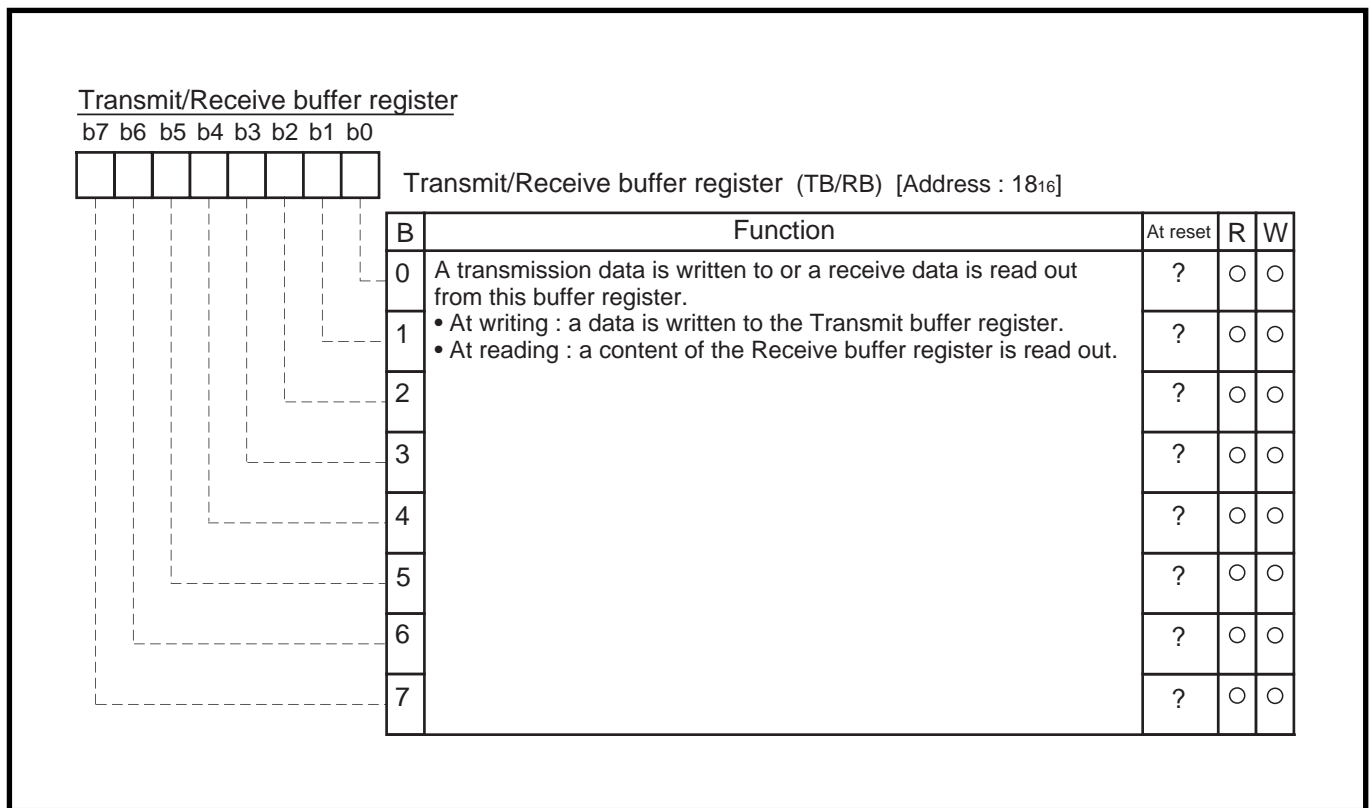 Transmit/Receive buffer register
b7 b6 b5 b4 b3 b2 b1 b0
Transmit/Receive buffer register (TB/RB) [Address : 18₁₆]
B Function At reset R W
0 A transmission data is written to or a receive data is read out ? ○ ○
from this buffer register.
• At writing : a data is written to the Transmit buffer register.
1 ? ○ ○
• At reading : a content of the Receive buffer register is read out.
2 ? ○ ○
3 ? ○ ○
4 ? ○ ○
5 ? ○ ○
6 ? ○ ○
7 ? ○ ○